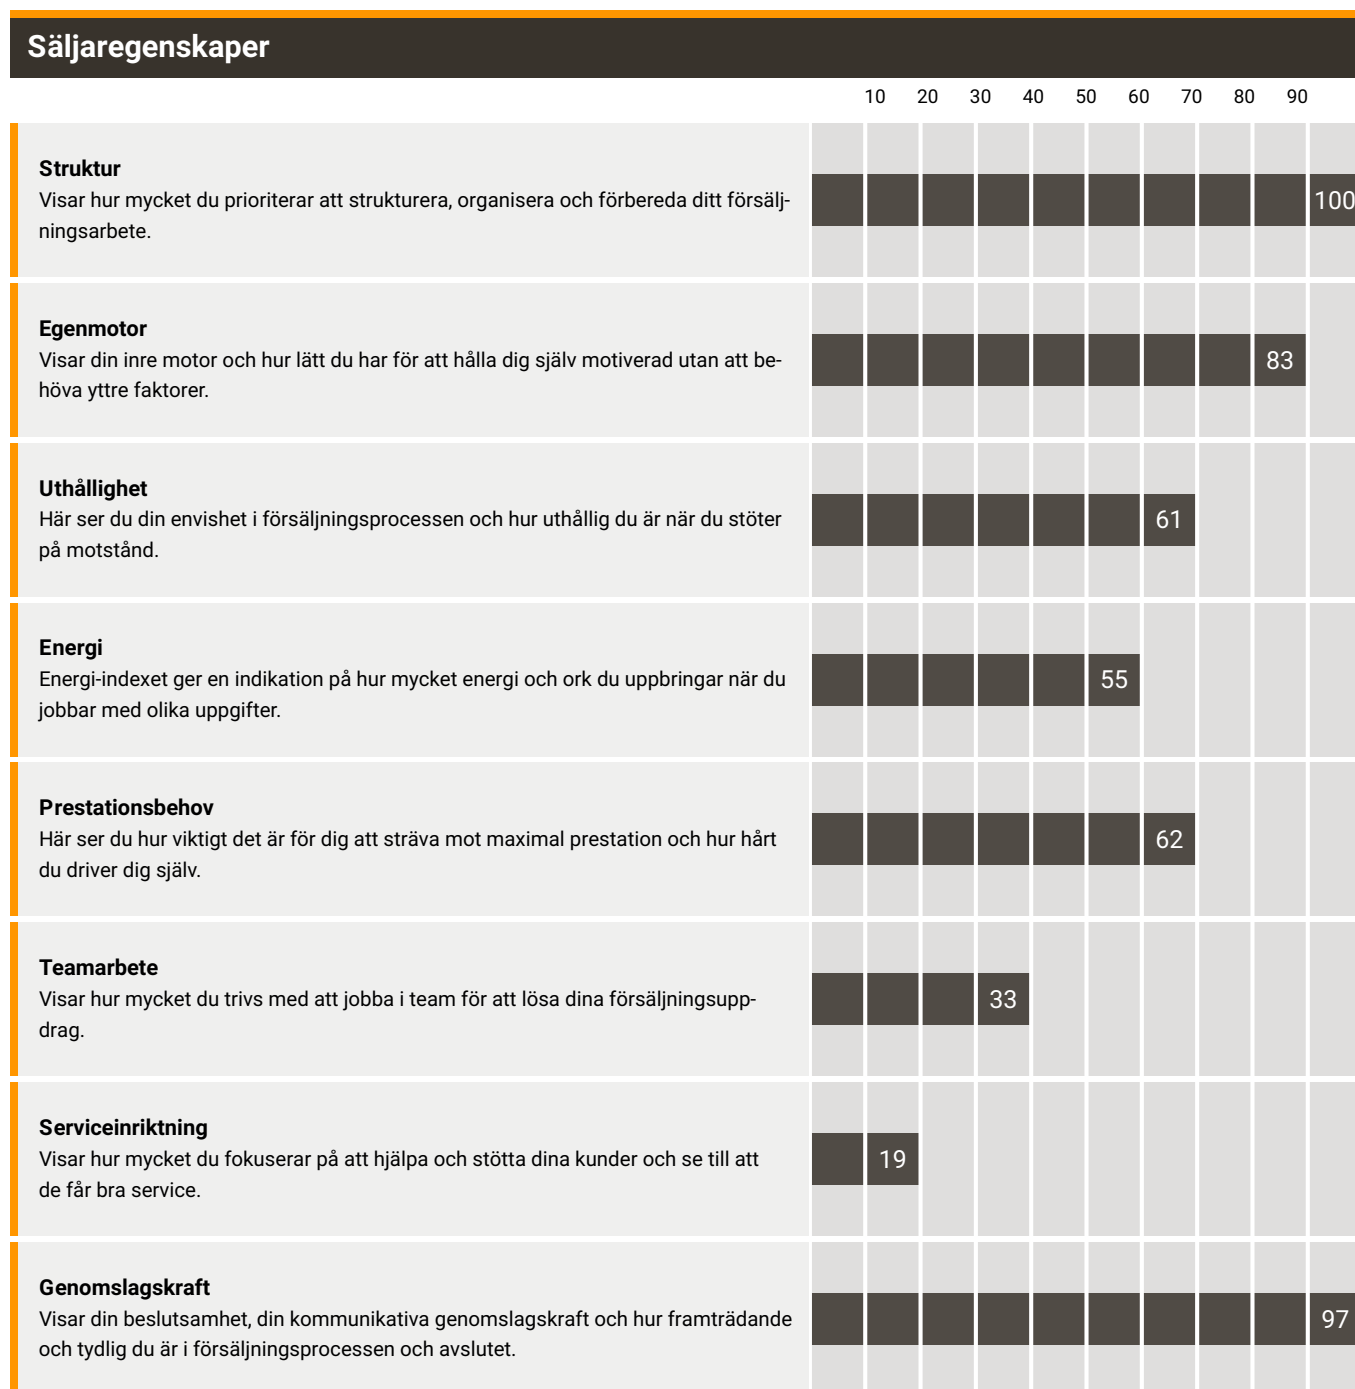 Säljaregenskaper
10 20 30 40 50 60 70 80 90
Struktur
Visar hur mycket du prioriterar att strukturera, organisera och förbereda ditt försälj-
ningsarbete.
100
Egenmotor
Visar din inre motor och hur lätt du har för att hålla dig själv motiverad utan att be-
höva yttre faktorer.
83
Uthållighet
Här ser du din envishet i försäljningsprocessen och hur uthållig du är när du stöter
på motstånd.
61
Energi
Energi-indexet ger en indikation på hur mycket energi och ork du uppbringar när du
jobbar med olika uppgifter.
55
Prestationsbehov
Här ser du hur viktigt det är för dig att sträva mot maximal prestation och hur hårt
du driver dig själv.
62
Teamarbete
Visar hur mycket du trivs med att jobba i team för att lösa dina försäljningsupp-
drag.
33
Serviceinriktning
Visar hur mycket du fokuserar på att hjälpa och stötta dina kunder och se till att
de får bra service.
19
Genomslagskraft
Visar din beslutsamhet, din kommunikativa genomslagskraft och hur framträdande
och tydlig du är i försäljningsprocessen och avslutet.
97